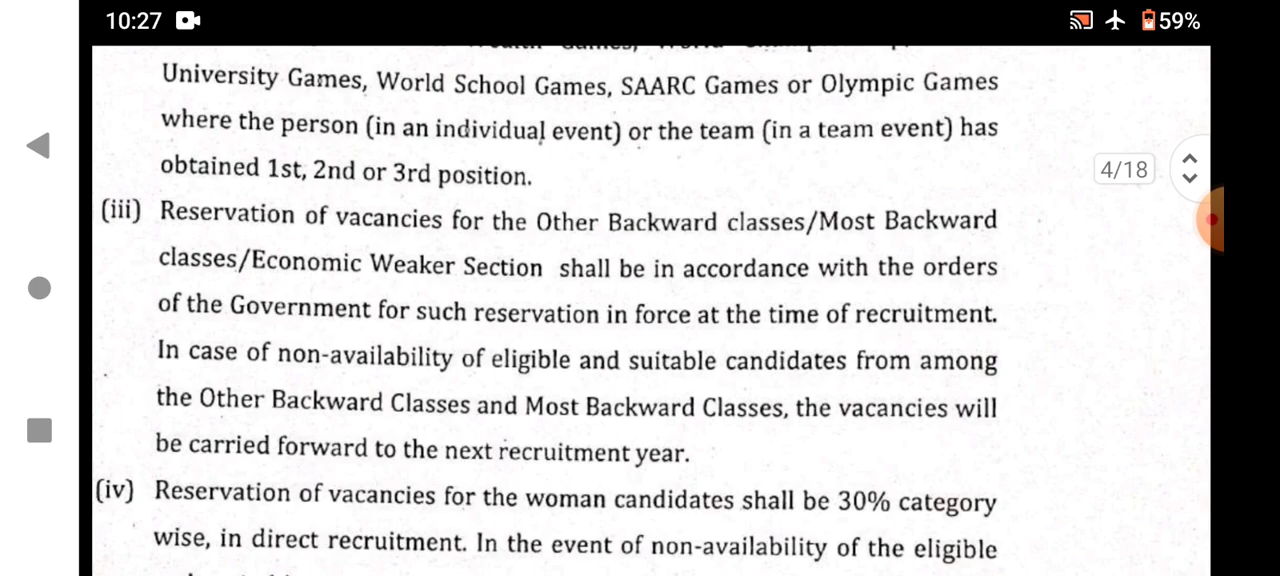 10:27
59%
University Games, World School Games, SAARC Games or Olympic Games
where the person (in an individual event) or the team (in a team event) has
obtained 1st, 2nd or 3rd position.
4/18
(iii) Reservation of vacancies for the Other Backward classes/Most Backward
classes/Economic Weaker Section shall be in accordance with the orders
of the Government for such reservation in force at the time of recruitment.
In case of non-availability of eligible and suitable candidates from among
the Other Backward Classes and Most Backward Classes, the vacancies will
be carried forward to the next recruitment year.
(iv) Reservation of vacancies for the woman candidates shall be 30% category
wise, in direct recruitment. In the event of non-availability of the eligible